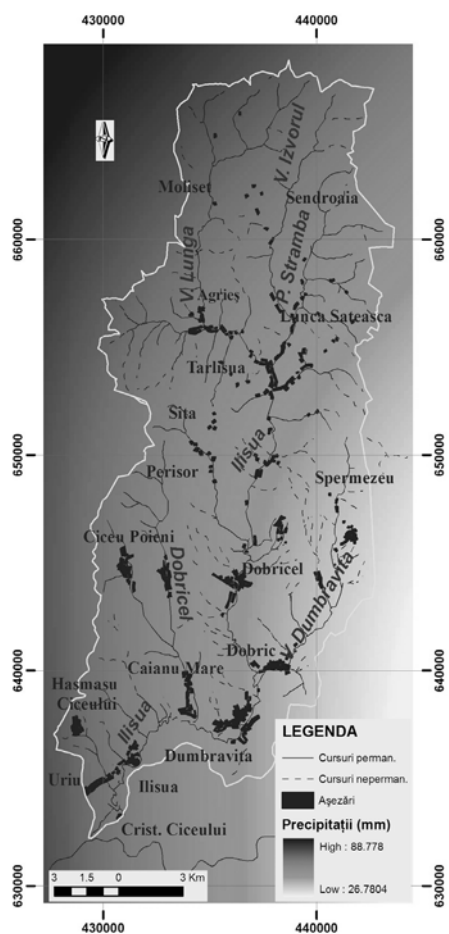 430000 440000
V. Izvorul
Moliset
Sendroaia
660000 660000
V. Lunga
P. Stramba
Agrieș
Lunca Sateasca
Tarlisua
Sita
Ilisua
650000 650000
Perisor
Spermezeu
Ciceu Poieni
Dobricel
Dobricel
V. Dumbravita
Dobric
640000 640000
Caianu Mare
Hasmasu
Ciceului
Ilisua
Dumbravita
Uriu
Ilisua
Crist. Ciceului
LEGENDA
Cursuri perman.
Cursuri neperman.
Așezări
Precipitații (mm)
High : 88.778
Low : 26.7804
3 1.5 0 3 Km
630000 630000
430000 440000